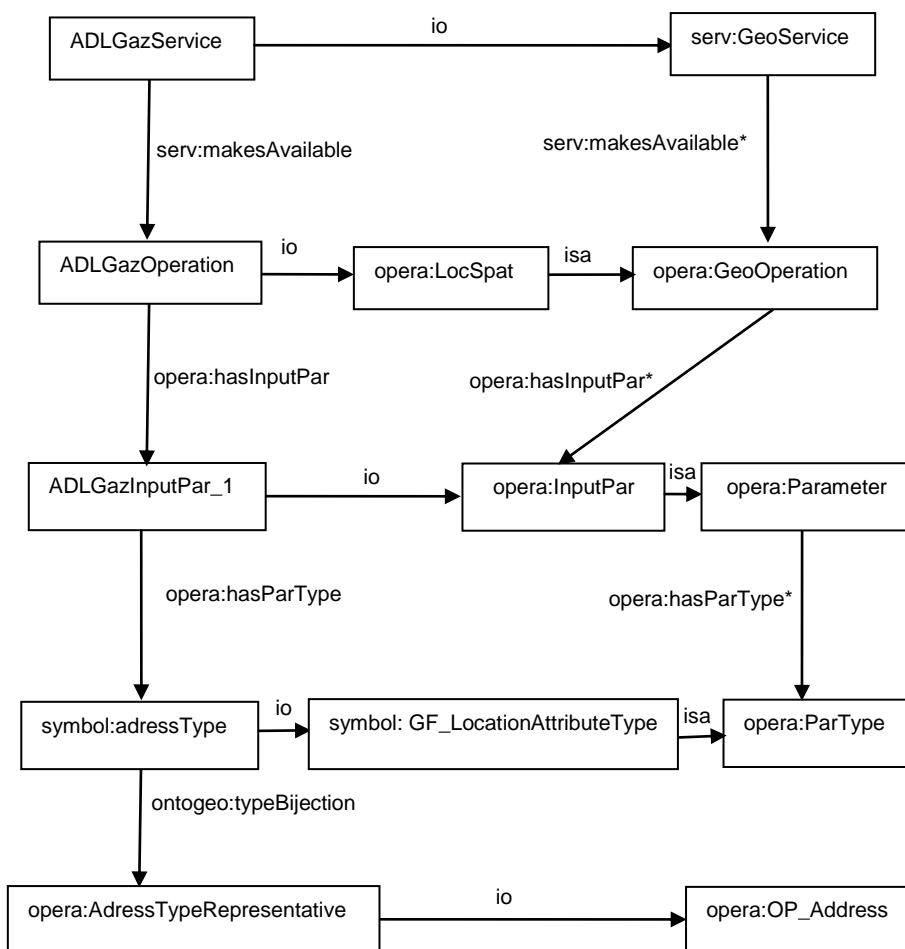 ADLGazService
io
serv:GeoService
serv:makesAvailable
serv:makesAvailable*
ADLGazOperation
io
opera:LocSpat
isa
opera:GeoOperation
opera:hasInputPar
opera:hasInputPar*
ADLGazInputPar_1
io
opera:InputPar
isa
opera:Parameter
opera:hasParType
opera:hasParType*
symbol:adressType
io
symbol: GF_LocationAttributeType
isa
opera:ParType
ontogeo:typeBijection
opera:AdressTypeRepresentative
io
opera:OP_Address